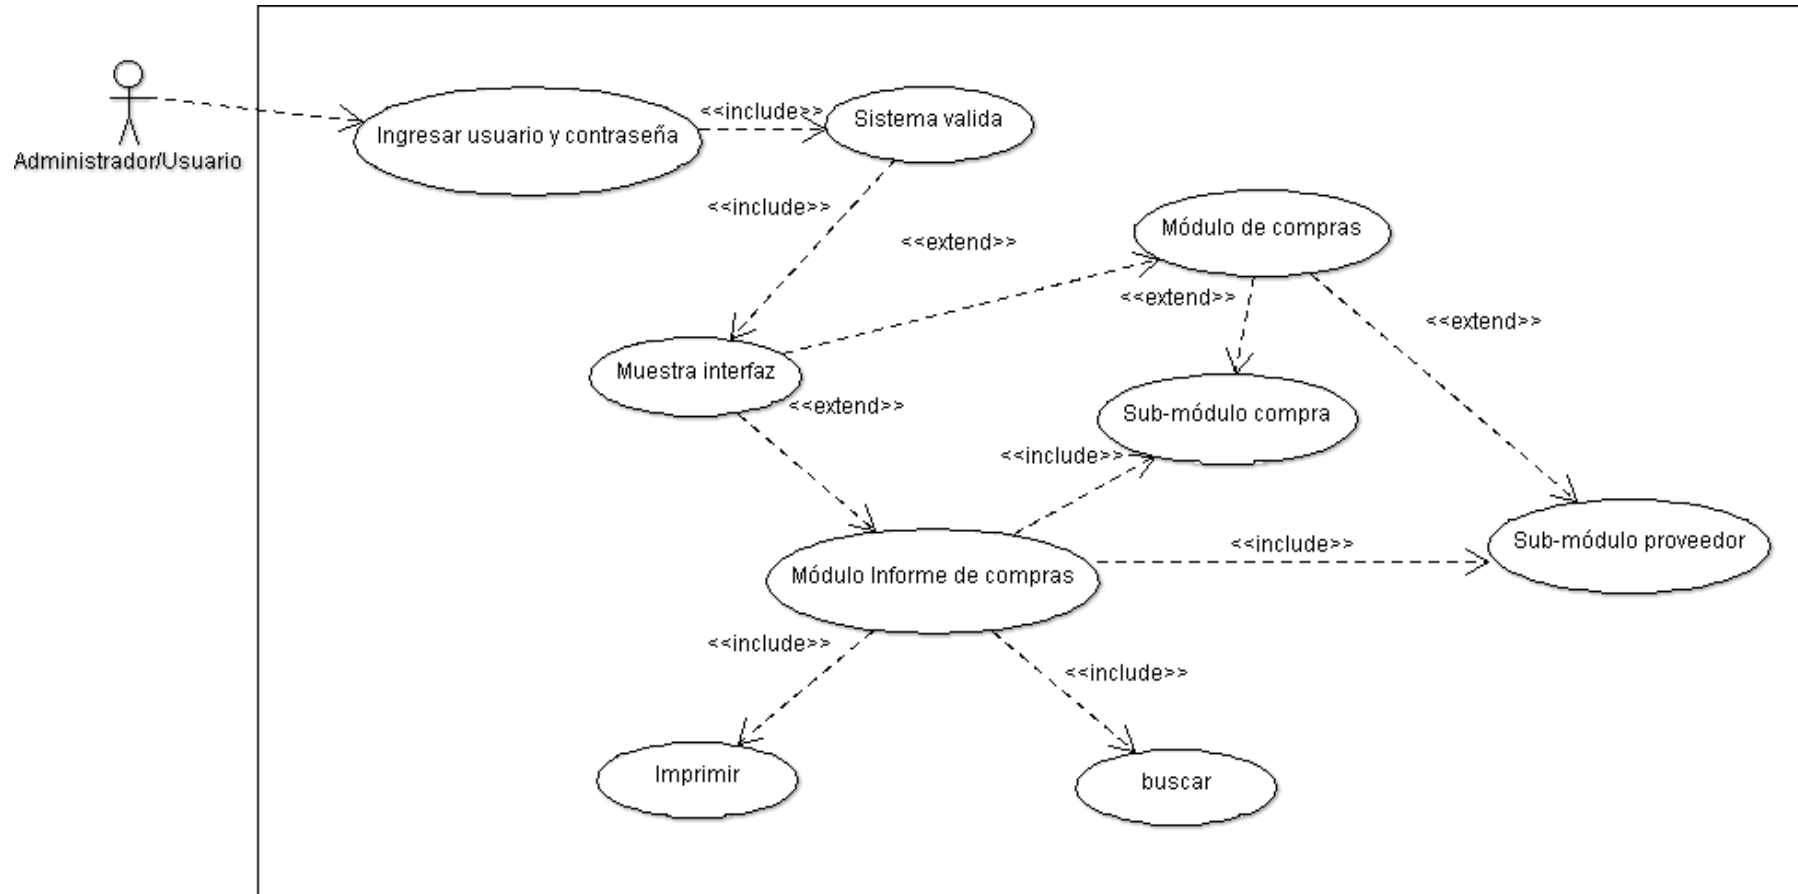 Administrador/Usuario
Ingresar usuario y contraseña
<<include>>
Sistema valida
<<include>>
Módulo de compras
<<extend>>
<<extend>>
<<extend>>
Muestra interfaz
<<extend>>
Sub-módulo compra
<<include>>
Sub-módulo proveedor
<<include>>
Módulo Informe de compras
<<include>>
<<include>>
Imprimir
buscar